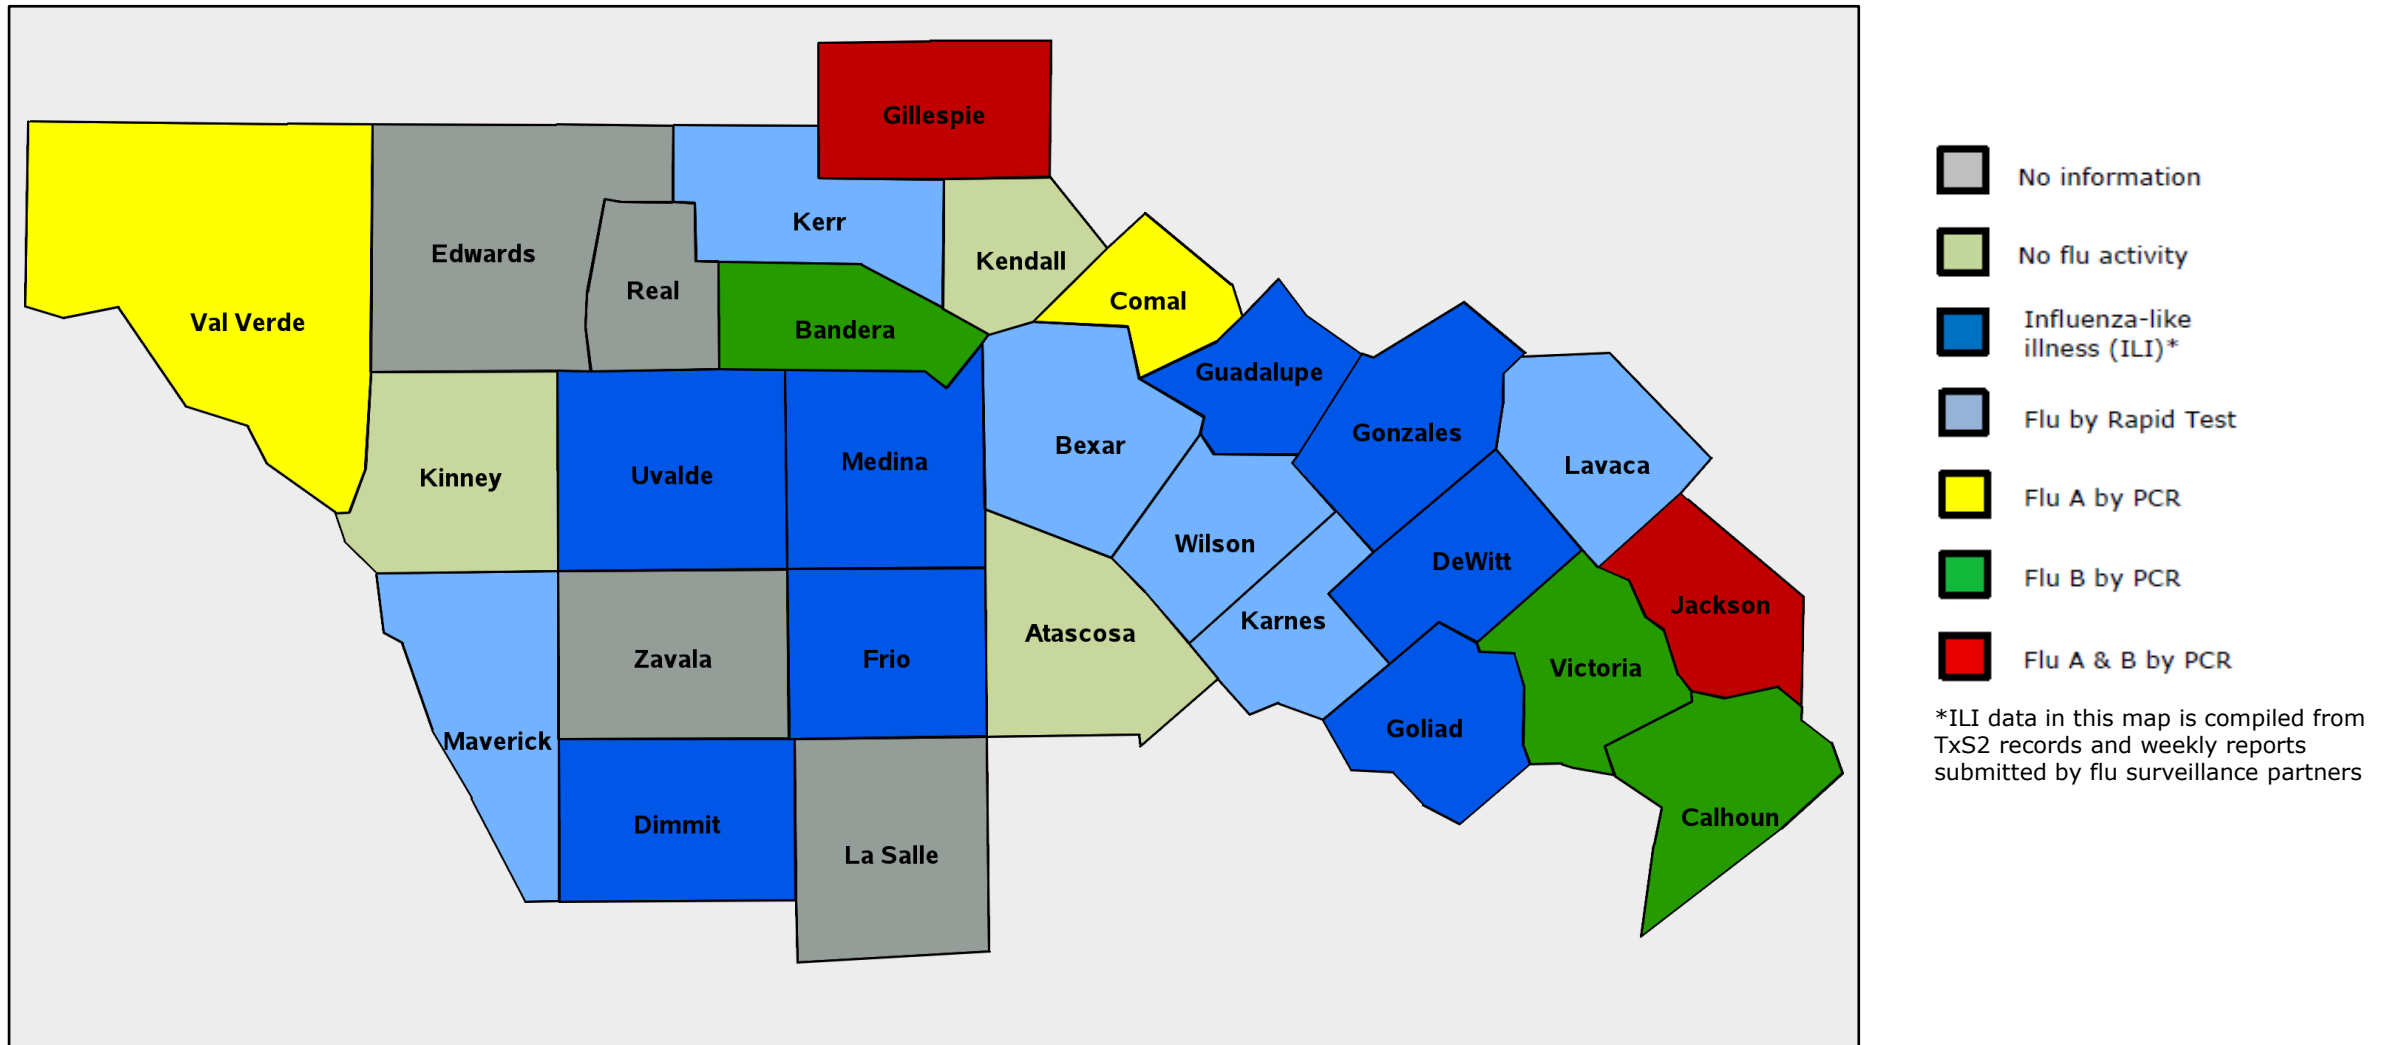 Gillespie
Kerr
Edwards
Kendall
Real
Comal
Val Verde
Bandera
Guadalupe
Gonzales
Bexar
Medina
Lavaca
Uvalde
Kinney
Wilson
DeWitt
Jackson
Karnes
Atascosa
Zavala
Frio
Victoria
Goliad
Maverick
Calhoun
Dimmit
La Salle
No information
No flu activity
Influenza-like
illness (ILI)*
Flu by Rapid Test
Flu A by PCR
Flu B by PCR
Flu A & B by PCR
*ILI data in this map is compiled from
TxS2 records and weekly reports
submitted by flu surveillance partners